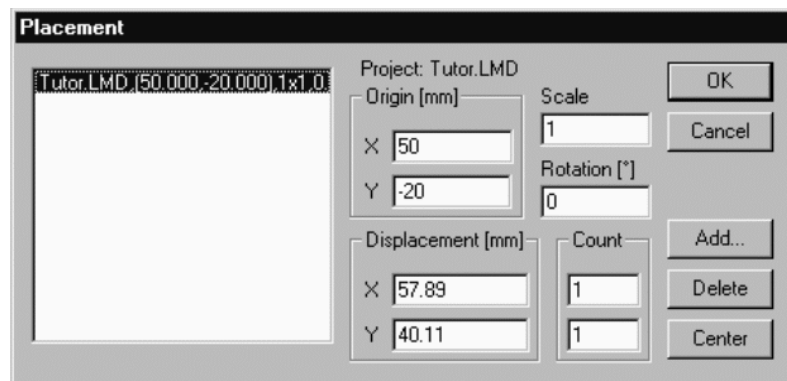 Placement
Tutor.LMD,(50.000,-20.000),1x1,0.
Project: Tutor.LMD
Origin [mm]
X 50
Y -20
Scale
1
Rotation [°]
0
Displacement [mm]
X 57.89
Y 40.11
Count
1
1
OK
Cancel
Add...
Delete
Center